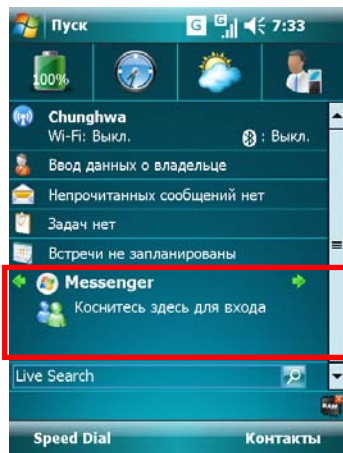 Пуск G G 7:33
100%
Chunghwa
Wi-Fi: Выкл. : Выкл.
Ввод данных о владельце
Непрочитанных сообщений нет
Задач нет
Встречи не запланированы
Messenger
Коснитесь здесь для входа
Live Search
RAM
Speed Dial Контакты